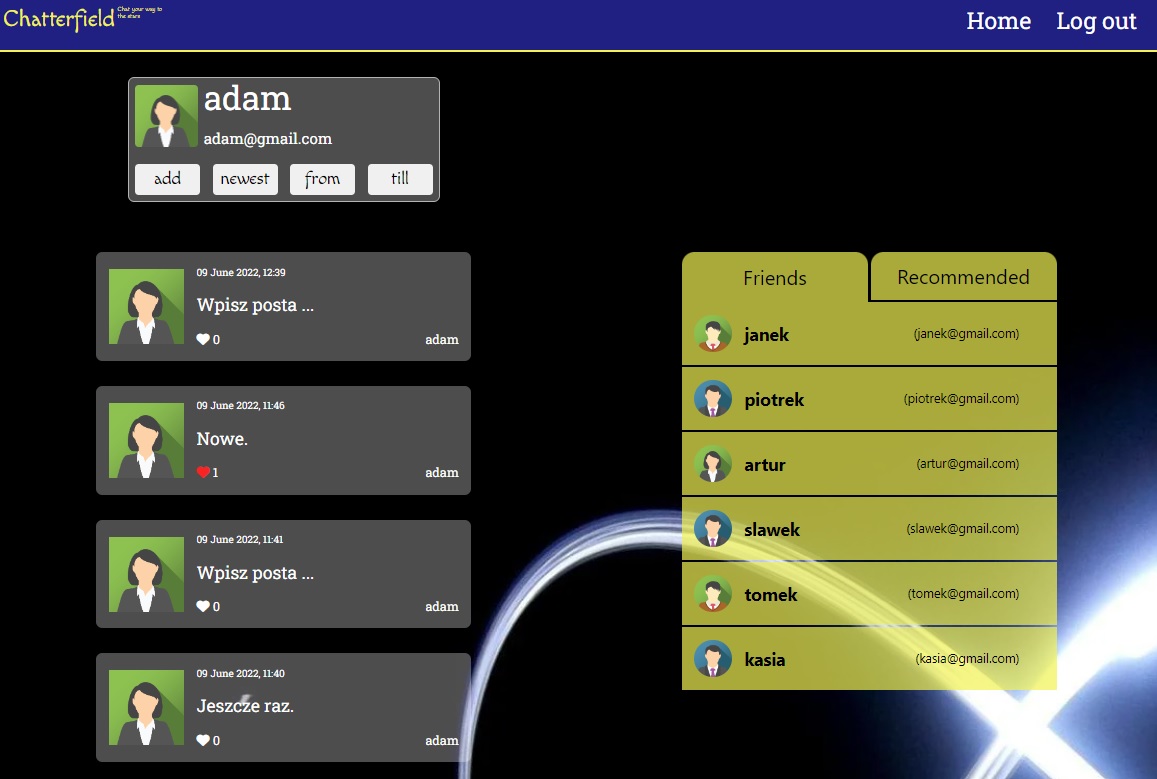 Chatterfield
Chat your way to
the stars
Home
Log out
adam
adam@gmail.com
add
newest
from
till
09 June 2022, 12:39
Wpisz posta ...
0
adam
09 June 2022, 11:46
Nowe.
1
adam
09 June 2022, 11:41
Wpisz posta ...
0
adam
09 June 2022, 11:40
Jeszcze raz.
0
adam
Friends
Recommended
janek
(janek@gmail.com)
piotrek
(piotrek@gmail.com)
artur
(artur@gmail.com)
slawek
(slawek@gmail.com)
tomek
(tomek@gmail.com)
kasia
(kasia@gmail.com)